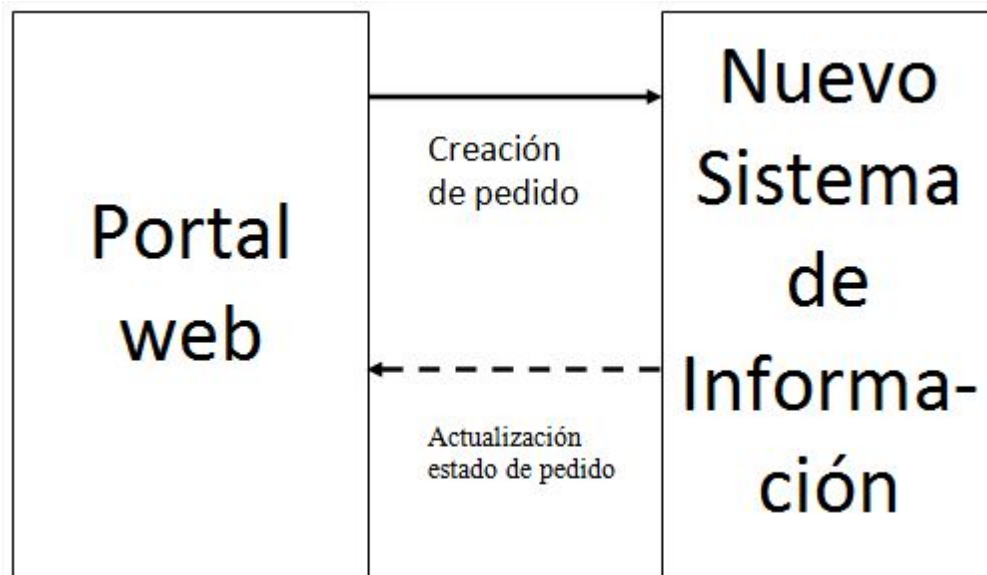 Portal
web
Creación
de pedido
Actualización
estado de pedido
Nuevo
Sistema
de
Informa-
ción